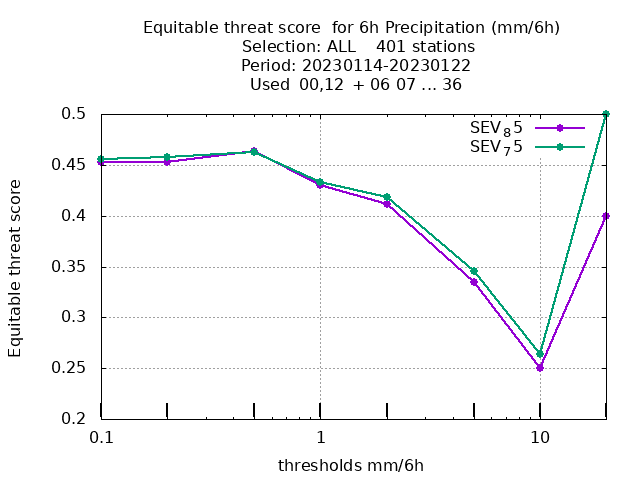 Equitable threat score  for 6h Precipitation (mm/6h)
Selection: ALL    401 stations
Period: 20230114-20230122
Used  00,12  + 06 07 ... 36
SEV₈5
SEV₇5
0.5
0.45
0.4
0.35
0.3
0.25
0.2
Equitable threat score
0.1 1 10
thresholds mm/6h